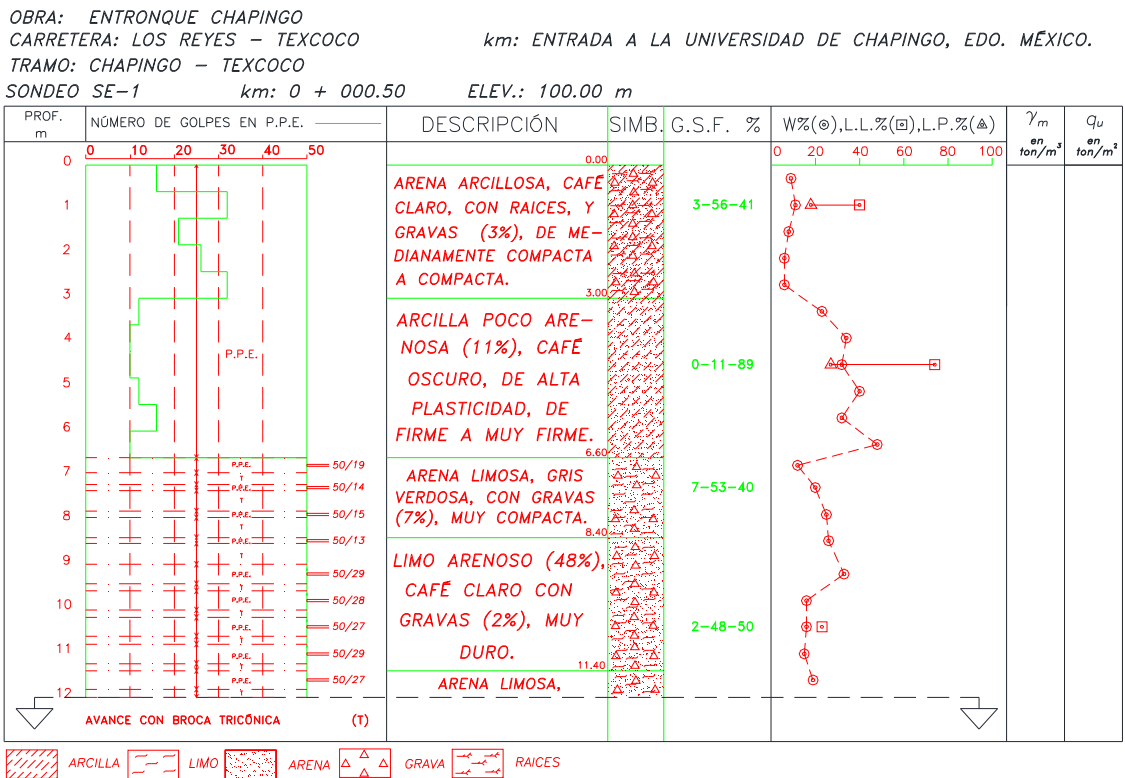 OBRA: ENTRONQUE CHAPINGO
CARRETERA: LOS REYES – TEXCOCO km: ENTRADA A LA UNIVERSIDAD DE CHAPINGO, EDO. MÉXICO.
TRAMO: CHAPINGO – TEXCOCO
SONDEO SE–1 km: 0 + 000.50 ELEV.: 100.00 m
PROF. m
NÚMERO DE GOLPES EN P.P.E.
DESCRIPCIÓN
SIMB.
G.S.F. %
W%(⊙),L.L.%(⊡),L.P.%(◬)
γm en ton/m³
qu en ton/m²
0 10 20 30 40 50
0 20 40 60 80 100
0
1
2
3
4
5
6
7
8
9
10
11
12
P.P.E.
P.P.E. 50/19
T
P.P.E. 50/14
T
P.P.E. 50/15
T
P.P.E. 50/13
T
P.P.E. 50/29
T
P.P.E. 50/28
T
P.P.E. 50/27
T
P.P.E. 50/29
T
P.P.E. 50/27
AVANCE CON BROCA TRICÓNICA (T)
0.00
ARENA ARCILLOSA, CAFÉ
CLARO, CON RAICES, Y
GRAVAS (3%), DE ME–
DIANAMENTE COMPACTA
A COMPACTA.
3.00
3–56–41
ARCILLA POCO ARE–
NOSA (11%), CAFÉ
OSCURO, DE ALTA
PLASTICIDAD, DE
FIRME A MUY FIRME.
6.60
0–11–89
ARENA LIMOSA, GRIS
VERDOSA, CON GRAVAS
(7%), MUY COMPACTA.
8.40
7–53–40
LIMO ARENOSO (48%),
CAFÉ CLARO CON
GRAVAS (2%), MUY
DURO.
11.40
2–48–50
ARENA LIMOSA,
ARCILLA LIMO ARENA GRAVA RAICES